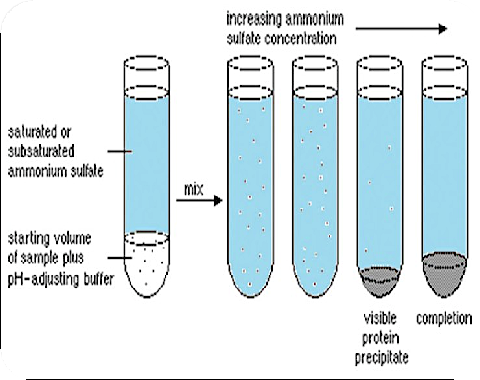 increasing ammonium
sulfate concentration
saturated or
subsaturated
ammonium sulfate
mix
starting volume
of sample plus
pH-adjusting buffer
visible
protein
precipitate
completion